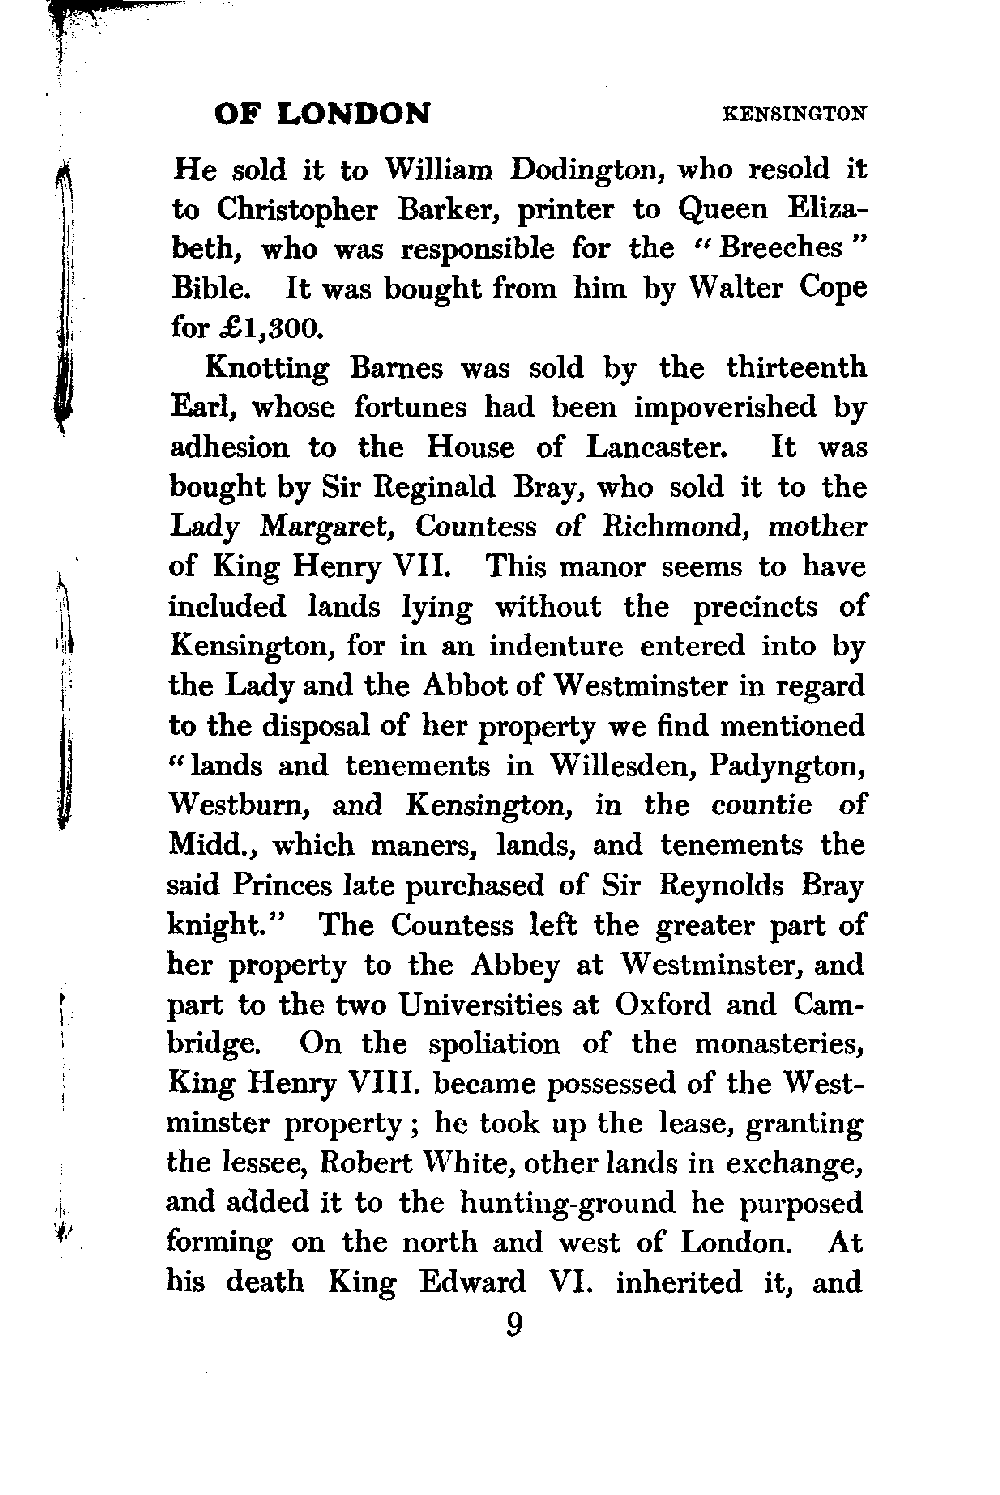 OF LONDON KENSINGTON
He sold it to William Dodington, who resold it
to Christopher Barker, printer to Queen Eliza-
beth, who was responsible for the “Breeches”
Bible. It was bought from him by Walter Cope
for £1,300.
Knotting Barnes was sold by the thirteenth
Earl, whose fortunes had been impoverished by
adhesion to the House of Lancaster. It was
bought by Sir Reginald Bray, who sold it to the
Lady Margaret, Countess of Richmond, mother
of King Henry VII. This manor seems to have
included lands lying without the precincts of
Kensington, for in an indenture entered into by
the Lady and the Abbot of Westminster in regard
to the disposal of her property we find mentioned
“lands and tenements in Willesden, Padyngton,
Westburn, and Kensington, in the countie of
Midd., which maners, lands, and tenements the
said Princes late purchased of Sir Reynolds Bray
knight.” The Countess left the greater part of
her property to the Abbey at Westminster, and
part to the two Universities at Oxford and Cam-
bridge. On the spoliation of the monasteries,
King Henry VIII. became possessed of the West-
minster property; he took up the lease, granting
the lessee, Robert White, other lands in exchange,
and added it to the hunting-ground he purposed
forming on the north and west of London. At
his death King Edward VI. inherited it, and
9